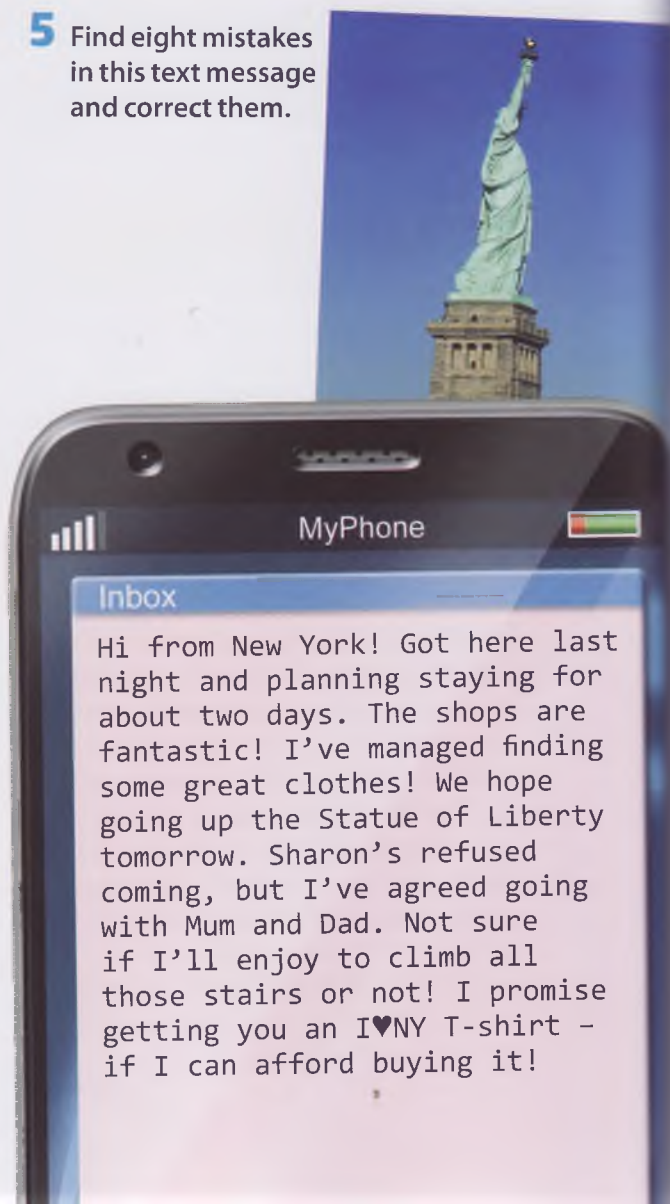 5 Find eight mistakes
in this text message
and correct them.
MyPhone
Inbox
Hi from New York! Got here last
night and planning staying for
about two days. The shops are
fantastic! I've managed finding
some great clothes! We hope
going up the Statue of Liberty
tomorrow. Sharon's refused
coming, but I've agreed going
with Mum and Dad. Not sure
if I'll enjoy to climb all
those stairs or not! I promise
getting you an I♥NY T-shirt –
if I can afford buying it!